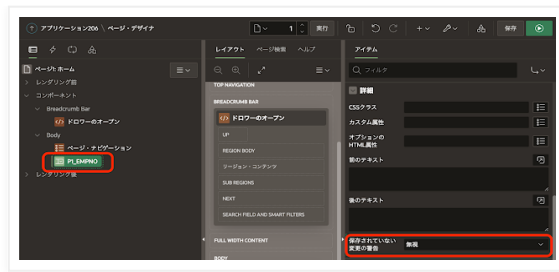 アプリケーション206 \ ページ・デザイナ
1
実行
保存
ページ1: ホーム
レンダリング前
コンポーネント
Breadcrumb Bar
ドロワーのオープン
Body
ページ・ナビゲーション
P1_EMPNO
レンダリング後
レイアウト
ページ検索
ヘルプ
TOP NAVIGATION
BREADCRUMB BAR
ドロワーのオープン
UP
REGION BODY
リージョン・コンテンツ
SUB REGIONS
NEXT
SEARCH FIELD AND SMART FILTERS
FULL WIDTH CONTENT
BODY
アイテム
フィルタ
詳細
CSSクラス
カスタム属性
オプションの
HTML属性
前のテキスト
後のテキスト
保存されていない
変更の警告
無視